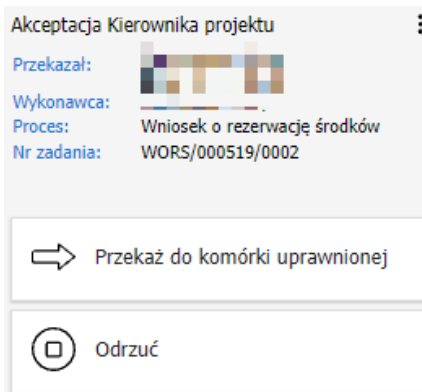 Akceptacja Kierownika projektu
Przekazał:
Wykonawca:
Proces: Wniosek o rezerwację środków
Nr zadania: WORS/000519/0002
Przekaż do komórki uprawnionej
Odrzuć